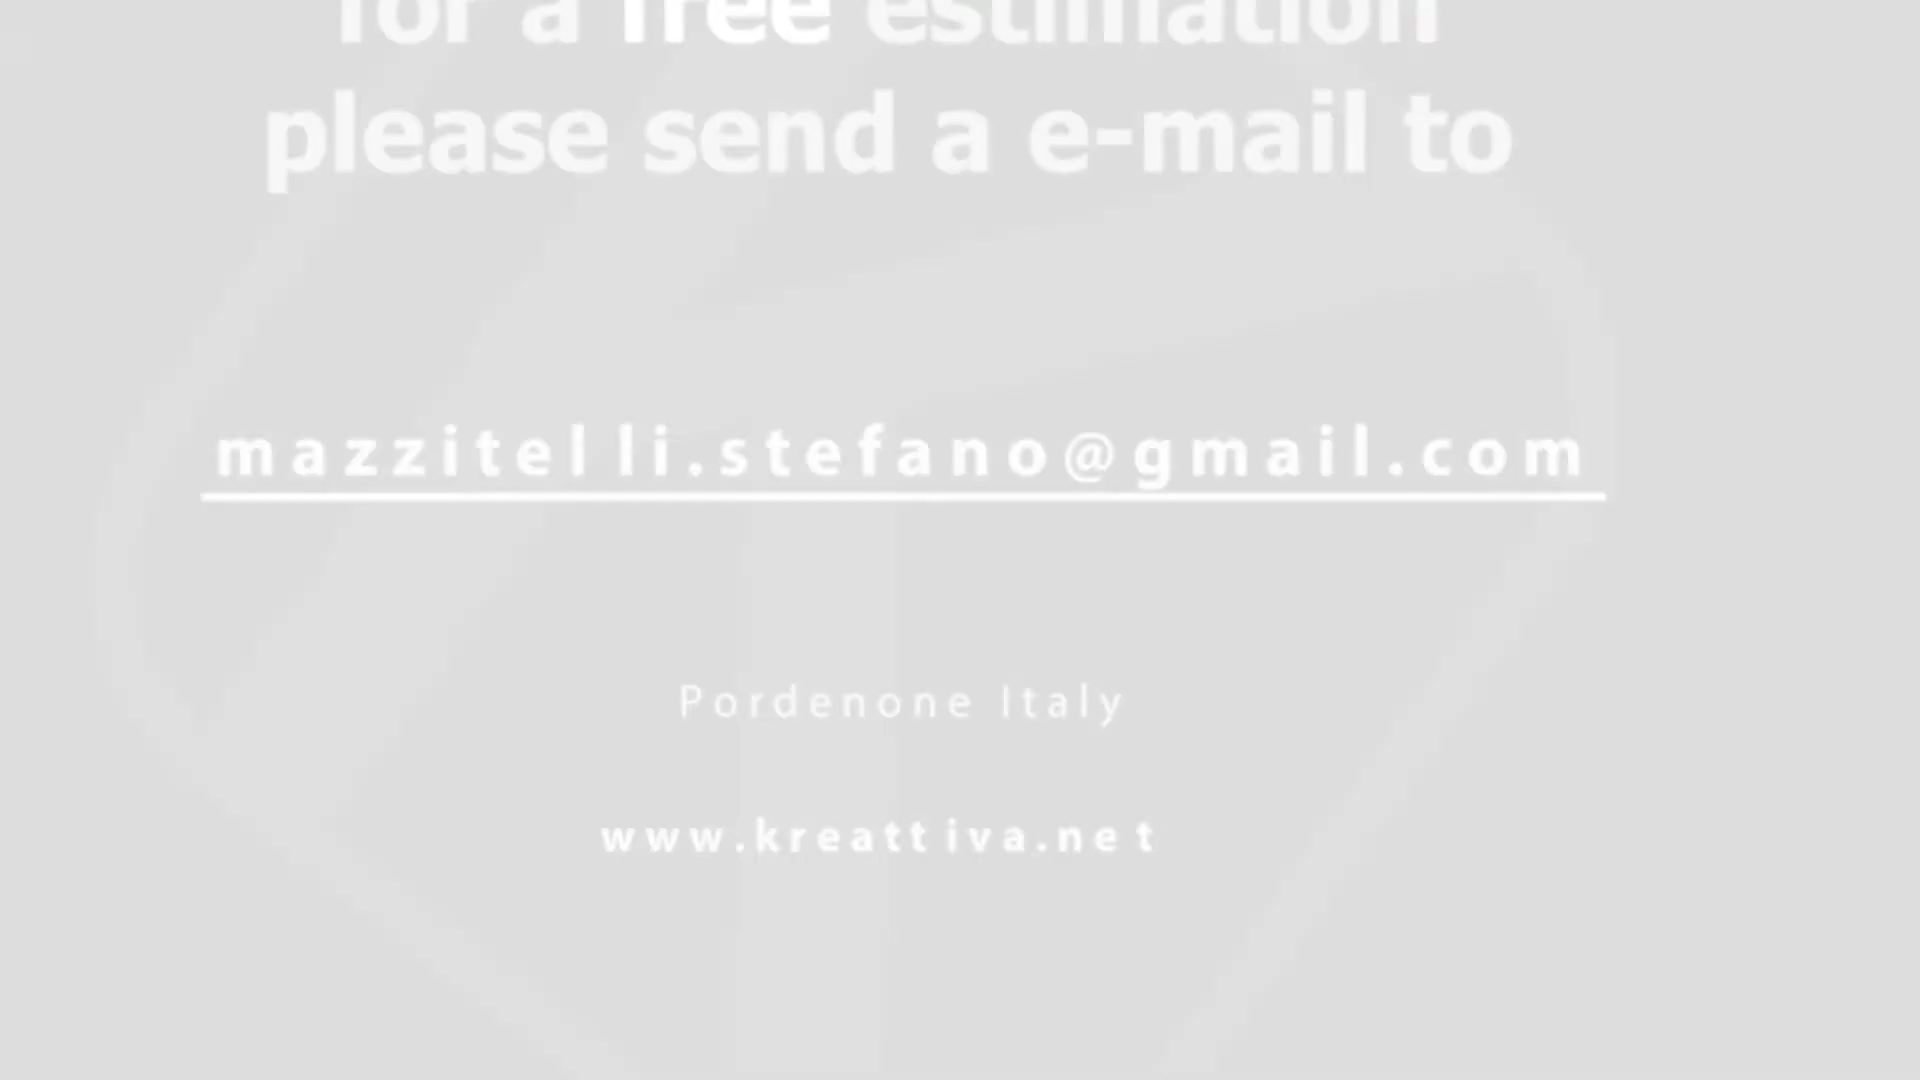 for a free estimation
please send a e-mail to
mazzitelli.stefano@gmail.com
Pordenone Italy
www.kreattiva.net